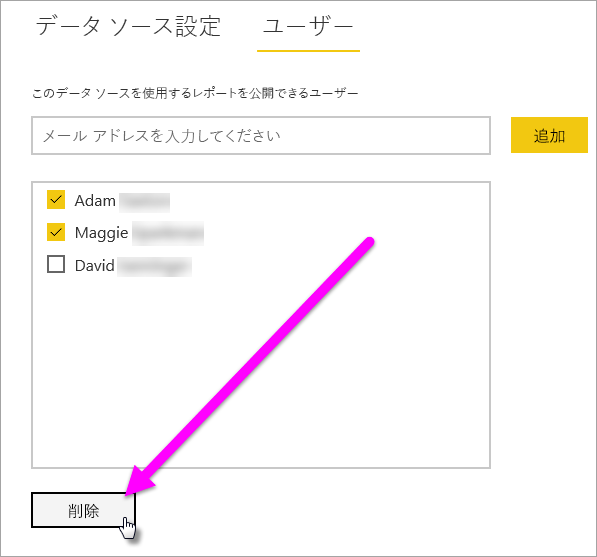 データ ソース設定 ユーザー
このデータ ソースを使用するレポートを公開できるユーザー
メール アドレスを入力してください 追加
Adam
Maggie
David
削除